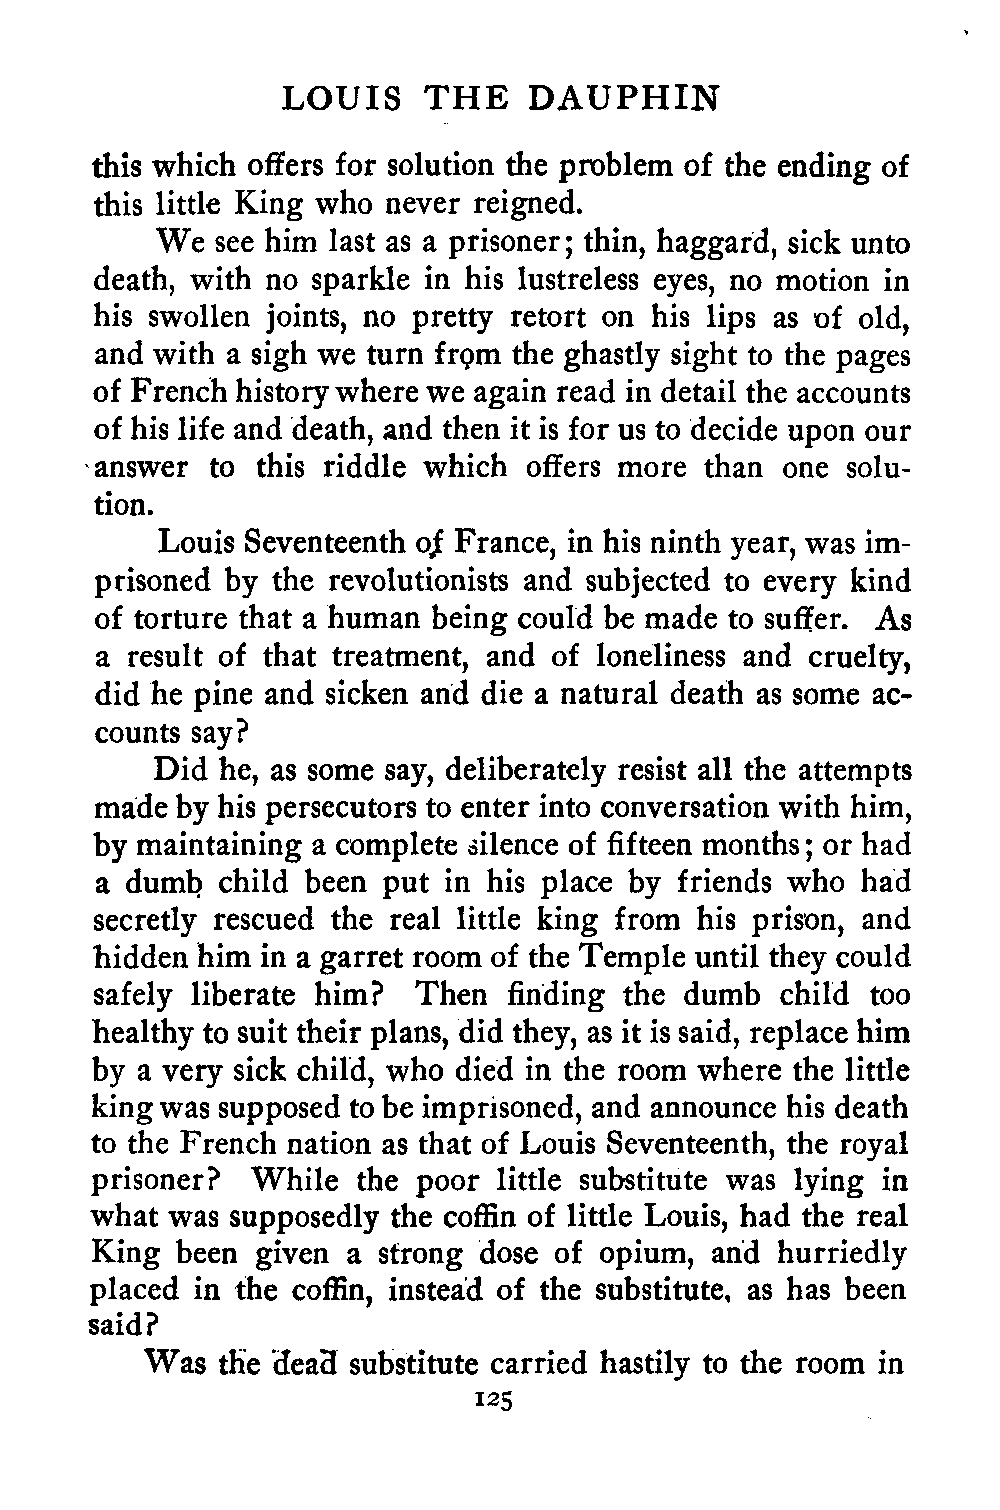 LOUIS THE DAUPHIN
this which offers for solution the problem of the ending of
this little King who never reigned.
We see him last as a prisoner; thin, haggard, sick unto
death, with no sparkle in his lustreless eyes, no motion in
his swollen joints, no pretty retort on his lips as of old,
and with a sigh we turn from the ghastly sight to the pages
of French history where we again read in detail the accounts
of his life and death, and then it is for us to decide upon our
answer to this riddle which offers more than one solu-
tion.
Louis Seventeenth of France, in his ninth year, was im-
prisoned by the revolutionists and subjected to every kind
of torture that a human being could be made to suffer. As
a result of that treatment, and of loneliness and cruelty,
did he pine and sicken and die a natural death as some ac-
counts say?
Did he, as some say, deliberately resist all the attempts
made by his persecutors to enter into conversation with him,
by maintaining a complete silence of fifteen months; or had
a dumb child been put in his place by friends who had
secretly rescued the real little king from his prison, and
hidden him in a garret room of the Temple until they could
safely liberate him? Then finding the dumb child too
healthy to suit their plans, did they, as it is said, replace him
by a very sick child, who died in the room where the little
king was supposed to be imprisoned, and announce his death
to the French nation as that of Louis Seventeenth, the royal
prisoner? While the poor little substitute was lying in
what was supposedly the coffin of little Louis, had the real
King been given a strong dose of opium, and hurriedly
placed in the coffin, instead of the substitute, as has been
said?
Was the dead substitute carried hastily to the room in
125